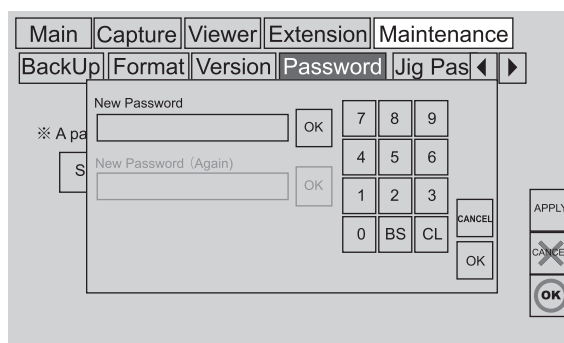 Main Capture Viewer Extension Maintenance
BackUp Format Version Password Jig Pas
New Password
OK
※ A pa
S
New Password (Again)
OK
7 8 9
4 5 6
1 2 3
0 BS CL
CANCEL
OK
APPLY
CANCE
OK